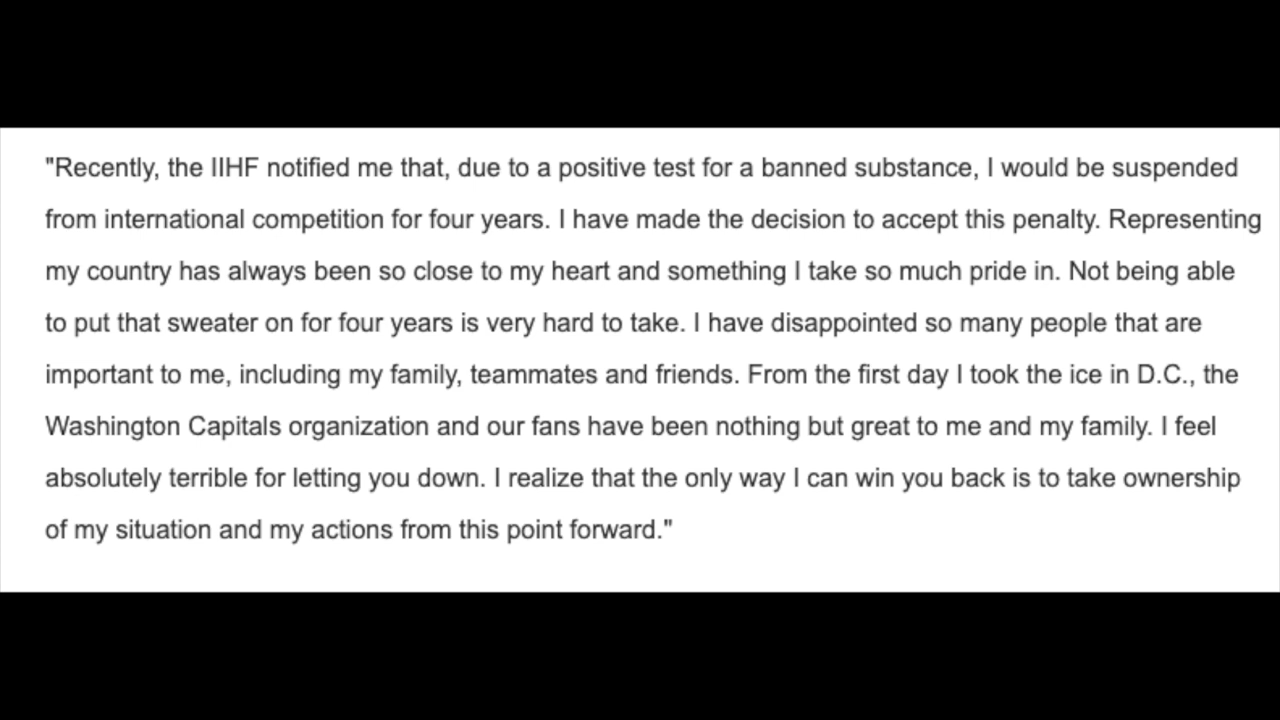 "Recently, the IIHF notified me that, due to a positive test for a banned substance, I would be suspended
from international competition for four years. I have made the decision to accept this penalty. Representing
my country has always been so close to my heart and something I take so much pride in. Not being able
to put that sweater on for four years is very hard to take. I have disappointed so many people that are
important to me, including my family, teammates and friends. From the first day I took the ice in D.C., the
Washington Capitals organization and our fans have been nothing but great to me and my family. I feel
absolutely terrible for letting you down. I realize that the only way I can win you back is to take ownership
of my situation and my actions from this point forward."